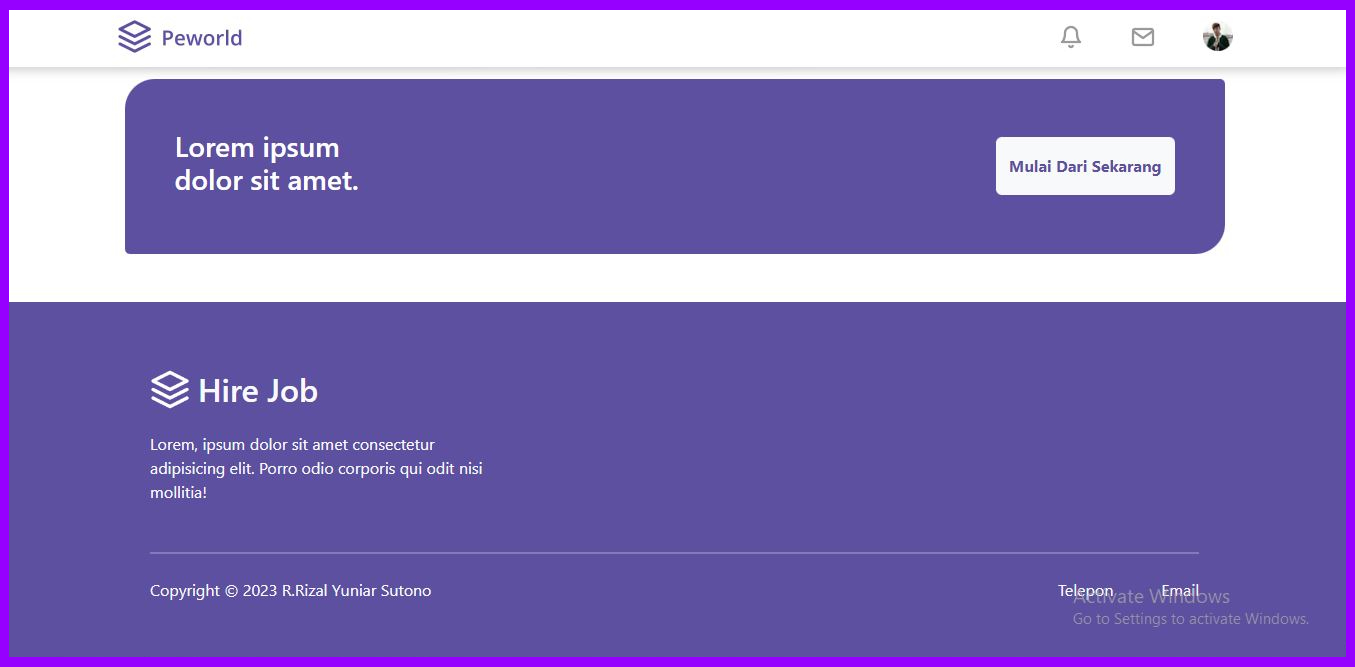 Peworld
Lorem ipsum
dolor sit amet.
Mulai Dari Sekarang
Hire Job
Lorem, ipsum dolor sit amet consectetur
adipisicing elit. Porro odio corporis qui odit nisi
mollitia!
Copyright © 2023 R.Rizal Yuniar Sutono
Telepon
Email
Activate Windows
Go to Settings to activate Windows.